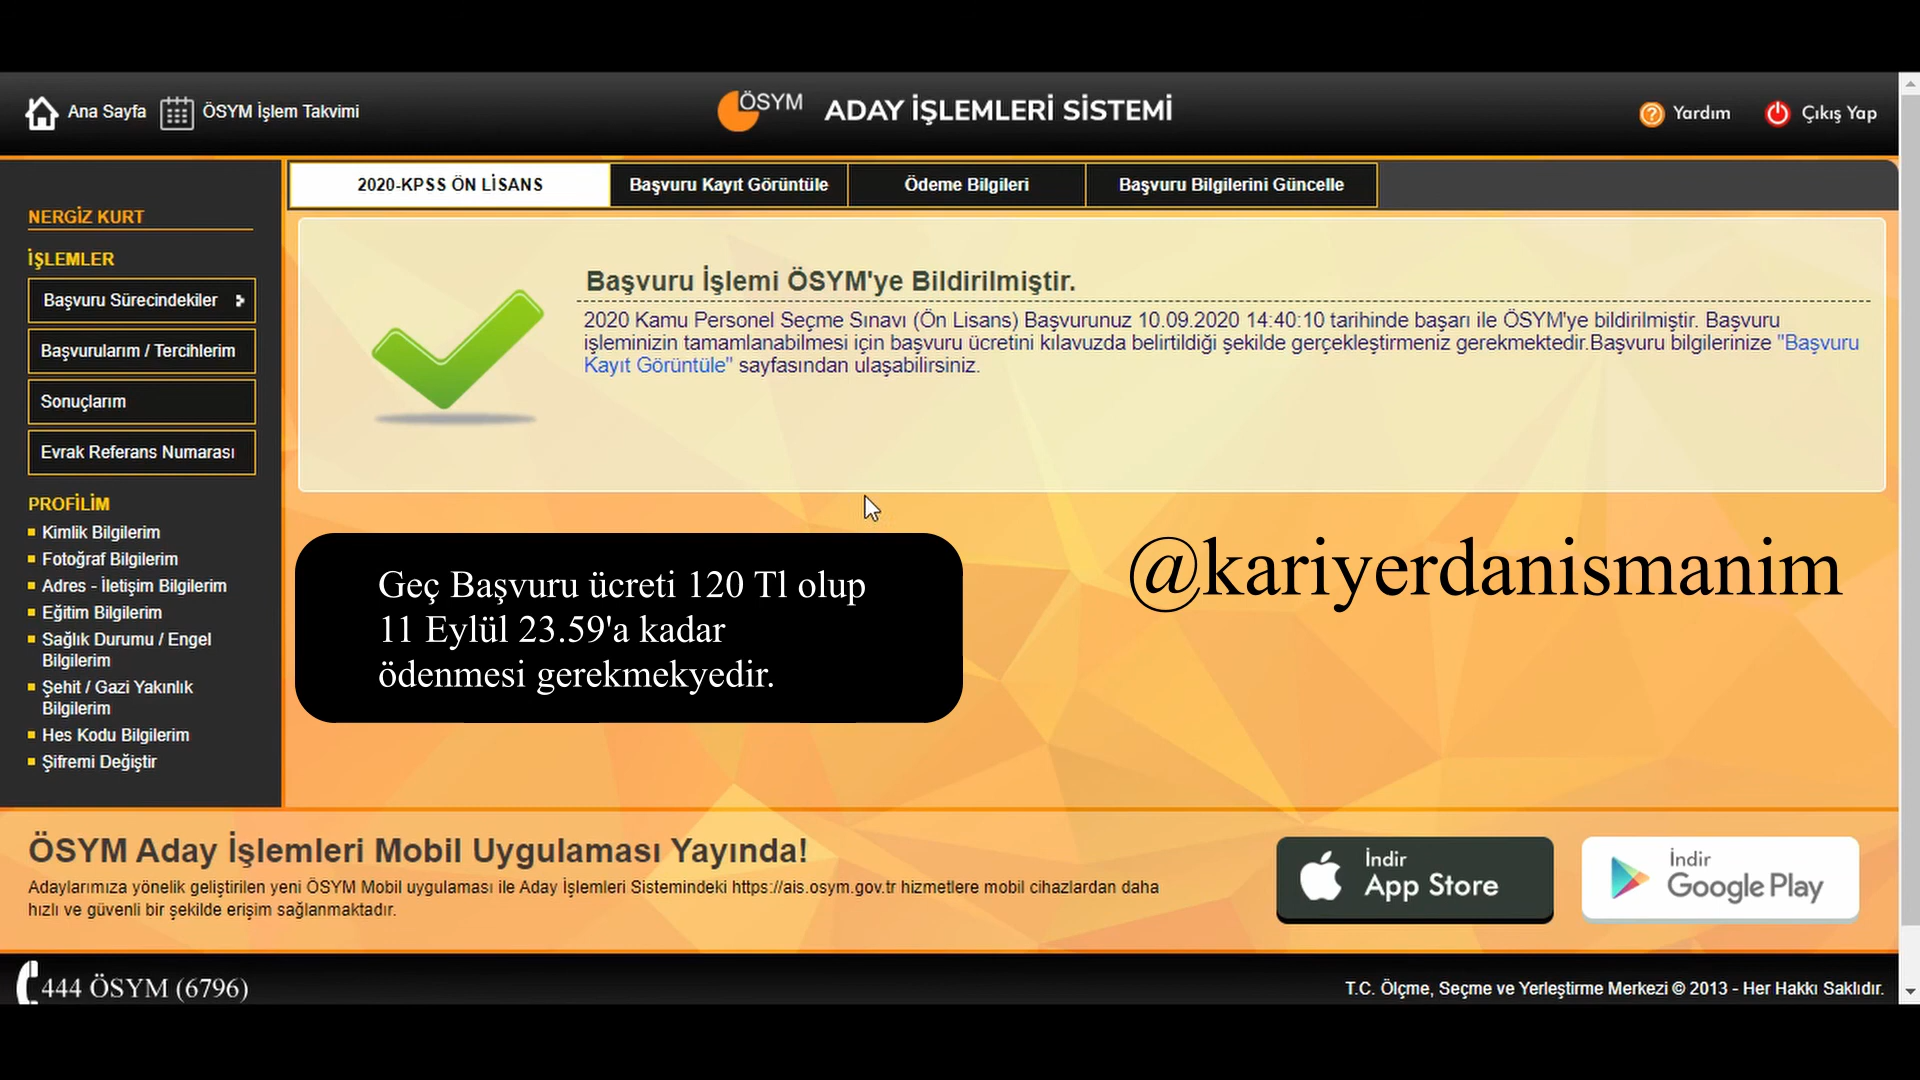 Ana Sayfa ÖSYM İşlem Takvimi ÖSYM ADAY İŞLEMLERİ SİSTEMİ Yardım Çıkış Yap
2020-KPSS ÖN LİSANS Başvuru Kayıt Görüntüle Ödeme Bilgileri Başvuru Bilgilerini Güncelle
NERGİZ KURT
İŞLEMLER
Başvuru Sürecindekiler
Başvurularım / Tercihlerim
Sonuçlarım
Evrak Referans Numarası
PROFİLİM
Kimlik Bilgilerim
Fotoğraf Bilgilerim
Adres - İletişim Bilgilerim
Eğitim Bilgilerim
Sağlık Durumu / Engel
Bilgilerim
Şehit / Gazi Yakınlık
Bilgilerim
Hes Kodu Bilgilerim
Şifremi Değiştir
Başvuru İşlemi ÖSYM'ye Bildirilmiştir.
2020 Kamu Personel Seçme Sınavı (Ön Lisans) Başvurunuz 10.09.2020 14:40:10 tarihinde başarı ile ÖSYM'ye bildirilmiştir. Başvuru
işleminizin tamamlanabilmesi için başvuru ücretini kılavuzda belirtildiği şekilde gerçekleştirmeniz gerekmektedir.Başvuru bilgilerinize "Başvuru
Kayıt Görüntüle" sayfasından ulaşabilirsiniz.
Geç Başvuru ücreti 120 Tl olup
11 Eylül 23.59'a kadar
ödenmesi gerekmekyedir.
@kariyerdanismanim
ÖSYM Aday İşlemleri Mobil Uygulaması Yayında!
Adaylarımıza yönelik geliştirilen yeni ÖSYM Mobil uygulaması ile Aday İşlemleri Sistemindeki https://ais.osym.gov.tr hizmetlere mobil cihazlardan daha
hızlı ve güvenli bir şekilde erişim sağlanmaktadır.
İndir
App Store
İndir
Google Play
444 ÖSYM (6796)
T.C. Ölçme, Seçme ve Yerleştirme Merkezi © 2013 - Her Hakkı Saklıdır.